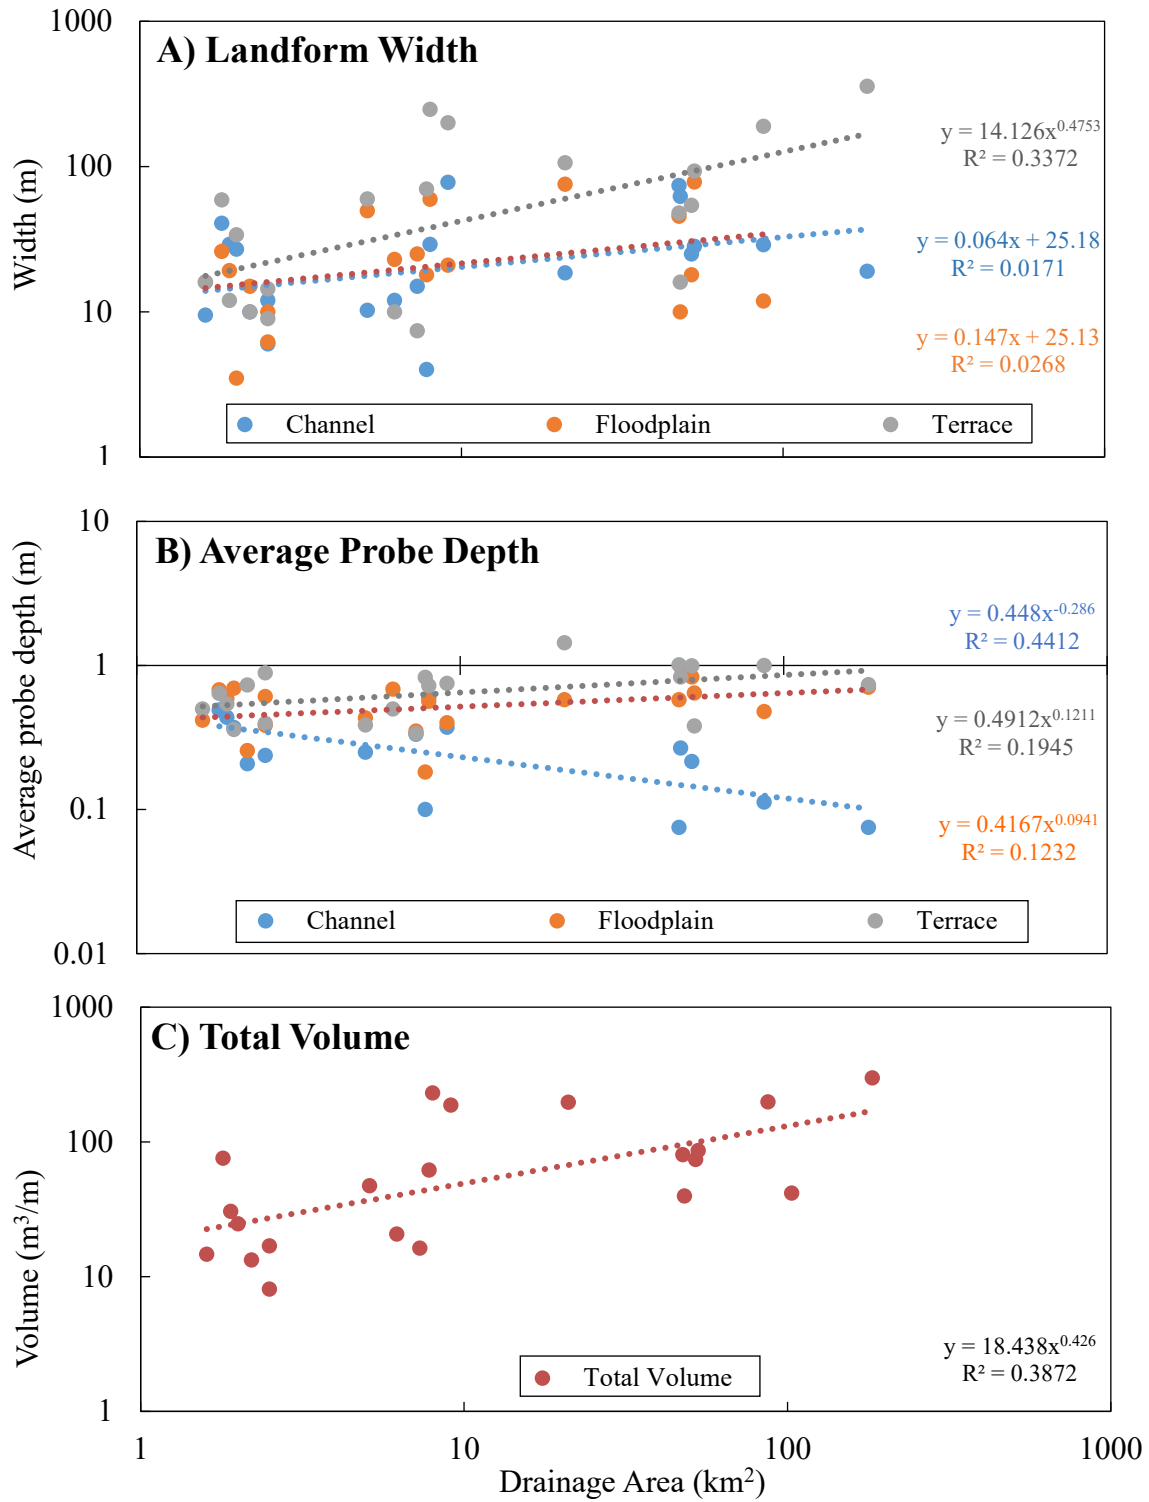 A) Landform Width
1000
100
10
1
Width (m)
y = 14.126x^0.4753
R² = 0.3372
y = 0.064x + 25.18
R² = 0.0171
y = 0.147x + 25.13
R² = 0.0268
Channel Floodplain Terrace
B) Average Probe Depth
10
1
0.1
0.01
Average probe depth (m)
y = 0.448x^-0.286
R² = 0.4412
y = 0.4912x^0.1211
R² = 0.1945
y = 0.4167x^0.0941
R² = 0.1232
Channel Floodplain Terrace
C) Total Volume
1000
100
10
1
Volume (m³/m)
y = 18.438x^0.426
R² = 0.3872
Total Volume
1 10 100 1000
Drainage Area (km²)